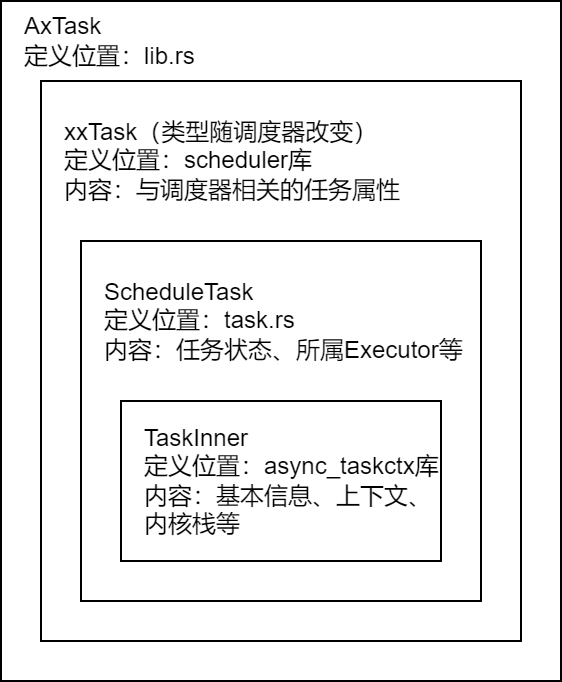 AxTask
定义位置：lib.rs
xxTask（类型随调度器改变）
定义位置：scheduler库
内容：与调度器相关的任务属性
ScheduleTask
定义位置：task.rs
内容：任务状态、所属Executor等
TaskInner
定义位置：async_taskctx库
内容：基本信息、上下文、
内核栈等